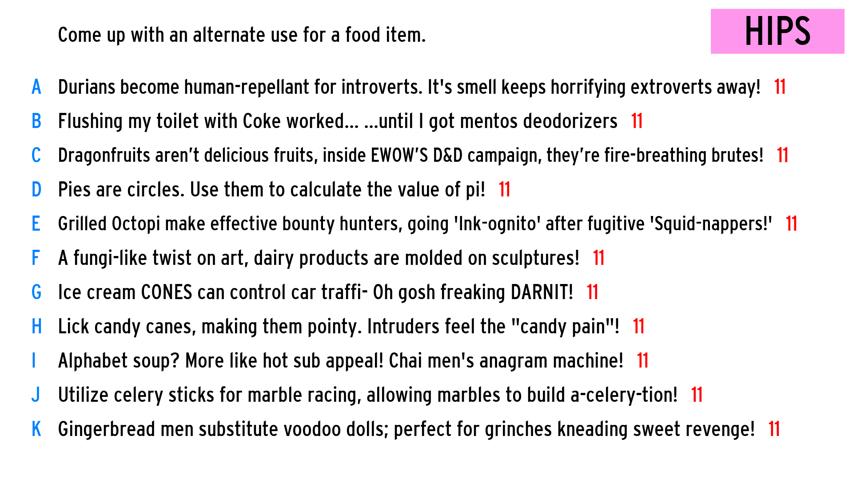 Come up with an alternate use for a food item.
HIPS
A Durians become human-repellant for introverts. It's smell keeps horrifying extroverts away! 11
B Flushing my toilet with Coke worked... ...until I got mentos deodorizers 11
C Dragonfruits aren't delicious fruits, inside EWOW'S D&D campaign, they're fire-breathing brutes! 11
D Pies are circles. Use them to calculate the value of pi! 11
E Grilled Octopi make effective bounty hunters, going 'Ink-ognito' after fugitive 'Squid-nappers!' 11
F A fungi-like twist on art, dairy products are molded on sculptures! 11
G Ice cream CONES can control car traffi- Oh gosh freaking DARNIT! 11
H Lick candy canes, making them pointy. Intruders feel the "candy pain"! 11
I Alphabet soup? More like hot sub appeal! Chai men's anagram machine! 11
J Utilize celery sticks for marble racing, allowing marbles to build a-celery-tion! 11
K Gingerbread men substitute voodoo dolls; perfect for grinches kneading sweet revenge! 11